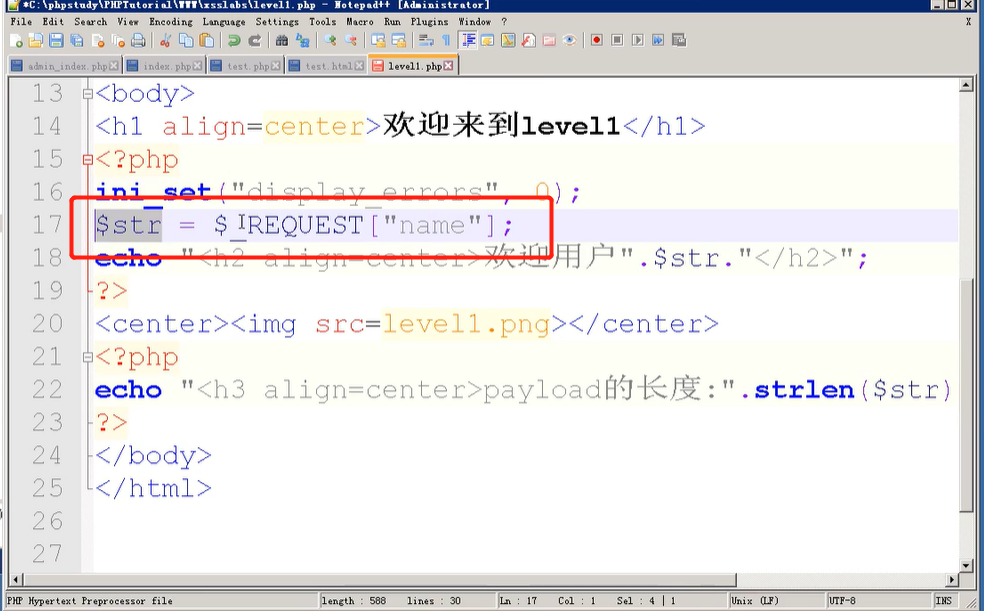 *C:\phpstudy\PHPTutorial\WWW\xsslabs\level1.php - Notepad++ [Administrator]
File Edit Search View Encoding Language Settings Tools Macro Run Plugins Window ? X
admin_index.php index.php test.php test.html level1.php
13 <body>
14 <h1 align=center>欢迎来到level1</h1>
15 <?php
16 ini_set("display_errors", 0);
17 $str = $_REQUEST["name"];
18 echo "<h2 align=center>欢迎用户".$str."</h2>";
19 ?>
20 <center><img src=level1.png></center>
21 <?php
22 echo "<h3 align=center>payload的长度:".strlen($str)
23 ?>
24 </body>
25 </html>
26
27
PHP Hypertext Preprocessor file length : 588 lines : 30 Ln : 17 Col : 1 Sel : 4 | 1 Unix (LF) UTF-8 INS